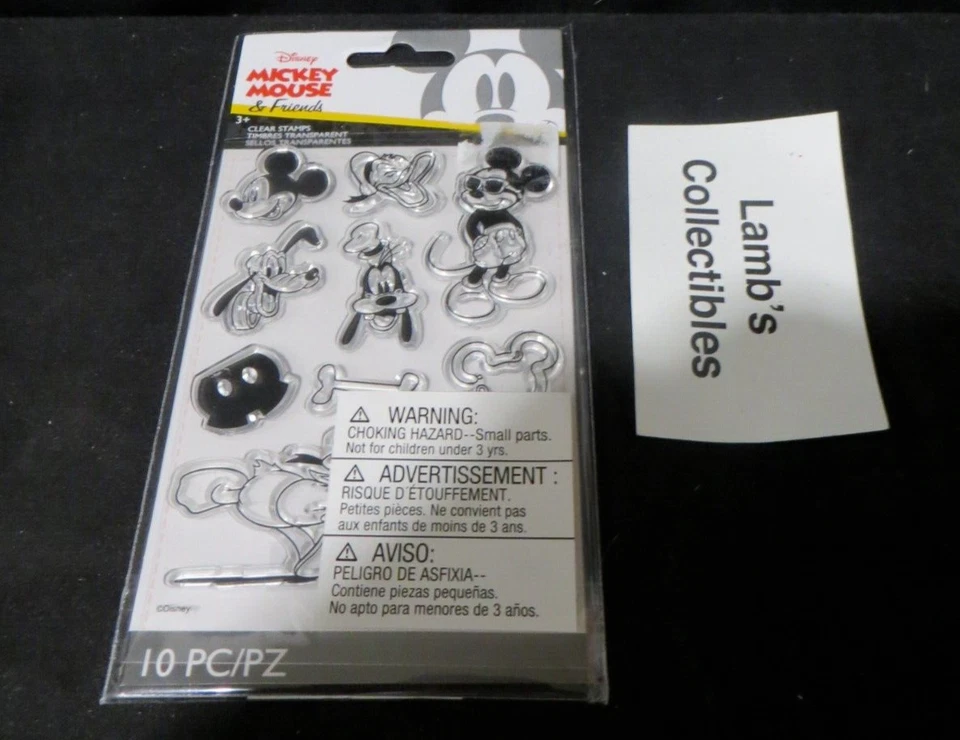 Disney
MICKEY
MOUSE
& Friends
3+
CLEAR STAMPS
TIMBRES TRANSPARENT
SELLOS TRANSPARENTES
WARNING:
CHOKING HAZARD--Small parts.
Not for children under 3 yrs.
ADVERTISSEMENT :
RISQUE D'ÉTOUFFEMENT.
Petites pièces. Ne convient pas
aux enfants de moins de 3 ans.
AVISO:
PELIGRO DE ASFIXIA--
Contiene piezas pequeñas.
No apto para menores de 3 años.
©Disney
10 PC/PZ
Lamb's
Collectibles